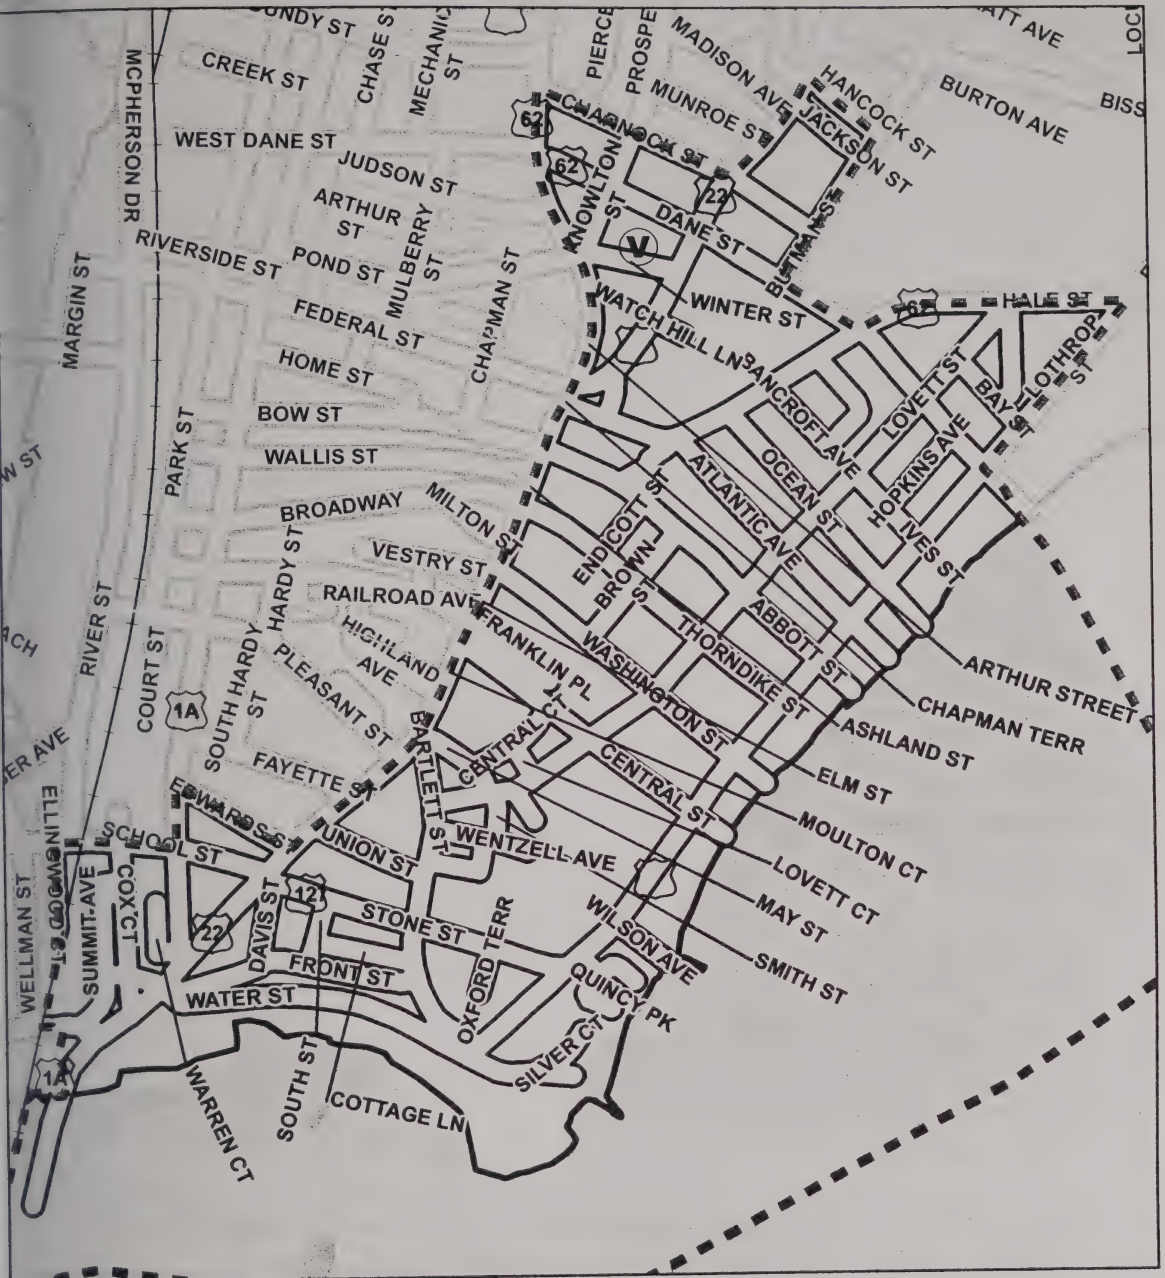 CHASE ST
MECHANIC
ST
PIERCE
MADISON AVE
CREEK ST
MUNROE ST
HANCOCK ST
BURTON AVE
MCPHERSON DR
62
CHARNOCK ST
JACKSON ST
WEST DANE ST
JUDSON ST
62
KNOWLTON
ST
22
ARTHUR
ST
MULBERRY
ST
DANE ST
V
RIVERSIDE ST
POND ST
MARGIN ST
CHAPMAN ST
WINTER ST
WATCH HILL LN
62
HALE ST
LOTHROP
ST
FEDERAL ST
HOME ST
BANCROFT AVE
LOVETT ST
BAY ST
BOW ST
PARK ST
WALLIS ST
OCEAN ST
HOPKINS AVE
ATLANTIC AVE
BROADWAY
MILTON ST
ENDICOTT
ST
IVES ST
HARDY ST
VESTRY ST
BROWN
ST
RAILROAD AVE
ABBOTT ST
RIVER ST
HIGHLAND
AVE
FRANKLIN PL
WASHINGTON ST
THORNDIKE ST
COURT ST
1A
SOUTH HARDY
ST
PLEASANT ST
ARTHUR STREET
CHAPMAN TERR
ASHLAND ST
ELM ST
BARTLETT ST
CENTRAL CT
CENTRAL ST
FAYETTE ST
EDWARDS ST
MOULTON CT
SCHOOL ST
UNION ST
WENTZELL AVE
LOVETT CT
ELLINGWOOD CT
WELLMAN ST
SUMMIT AVE
COX CT
22
DAVIS ST
STONE ST
MAY ST
WILSON AVE
SMITH ST
OXFORD TERR
FRONT ST
WATER ST
QUINCY PK
SILVER CT
1A
WARREN CT
SOUTH ST
COTTAGE LN